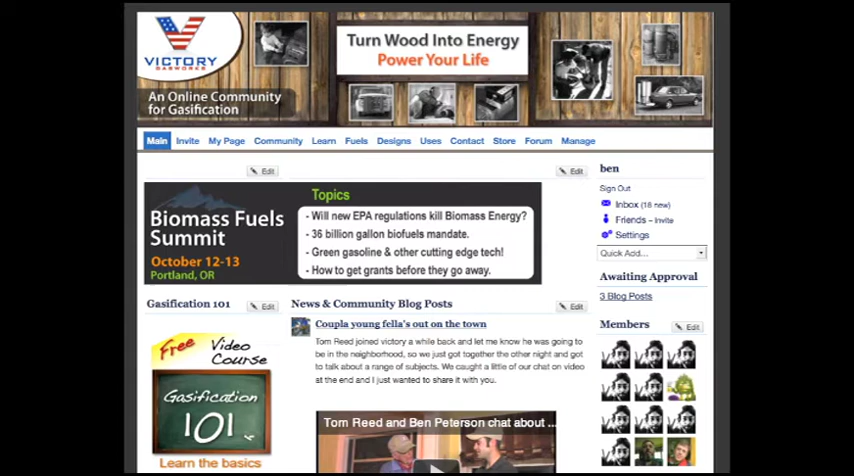 VICTORY
GASWORKS
An Online Community
for Gasification
Turn Wood Into Energy
Power Your Life
Main Invite My Page Community Learn Fuels Designs Uses Contact Store Forum Manage
Edit
Edit
Biomass Fuels
Summit
October 12-13
Portland, OR
Topics
- Will new EPA regulations kill Biomass Energy?
- 36 billion gallon biofuels mandate.
- Green gasoline & other cutting edge tech!
- How to get grants before they go away.
Gasification 101
Edit
Free Video
Course
Gasification
101
Learn the basics
News & Community Blog Posts
Edit
Coupla young fella's out on the town
Tom Reed joined victory a while back and let me know he was going to
be in the neighborhood, so we just got together the other night and got
to talk about a range of subjects. We caught a little of our chat on video
at the end and I just wanted to share it with you.
Tom Reed and Ben Peterson chat about ...
ben
Sign Out
Inbox (18 new)
Friends – Invite
Settings
Quick Add...
Awaiting Approval
3 Blog Posts
Members
Edit